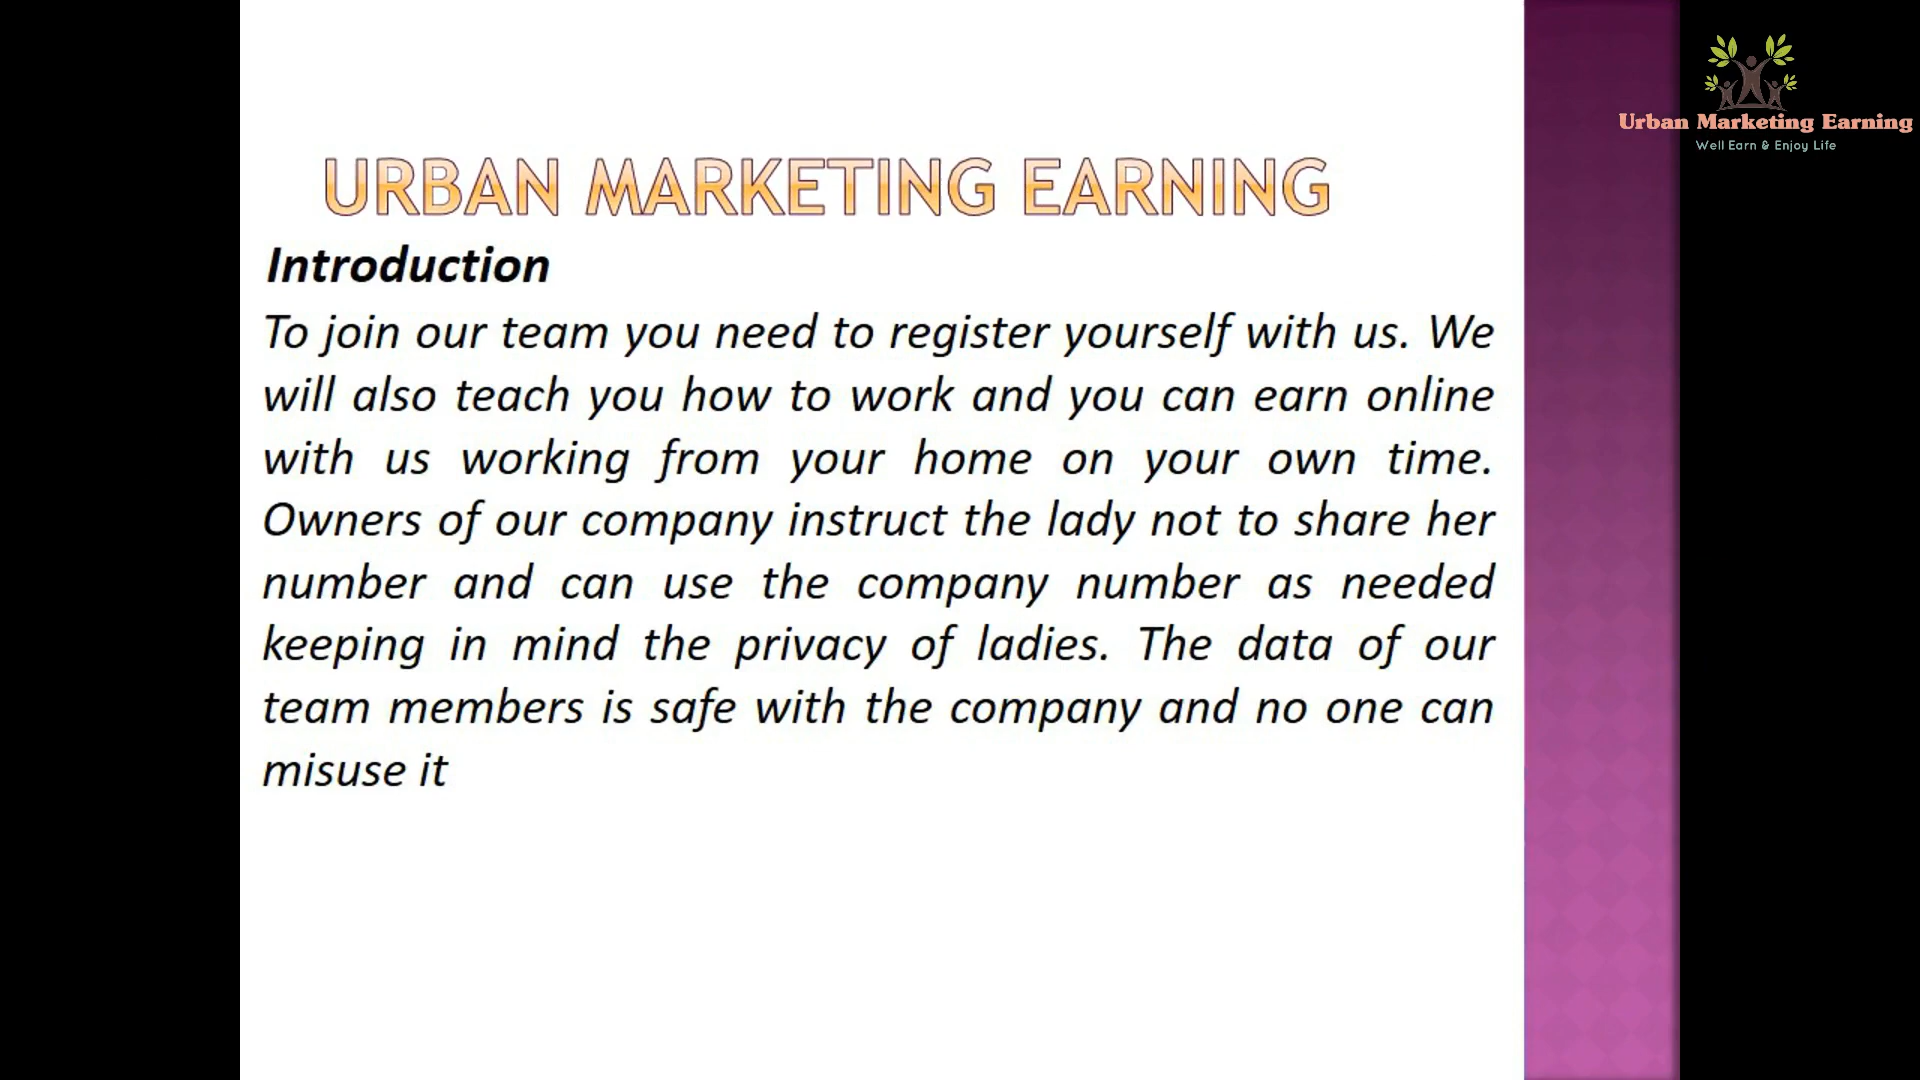 Urban Marketing Earning
Well Earn & Enjoy Life
URBAN MARKETING EARNING
Introduction
To join our team you need to register yourself with us. We
will also teach you how to work and you can earn online
with us working from your home on your own time.
Owners of our company instruct the lady not to share her
number and can use the company number as needed
keeping in mind the privacy of ladies. The data of our
team members is safe with the company and no one can
misuse it